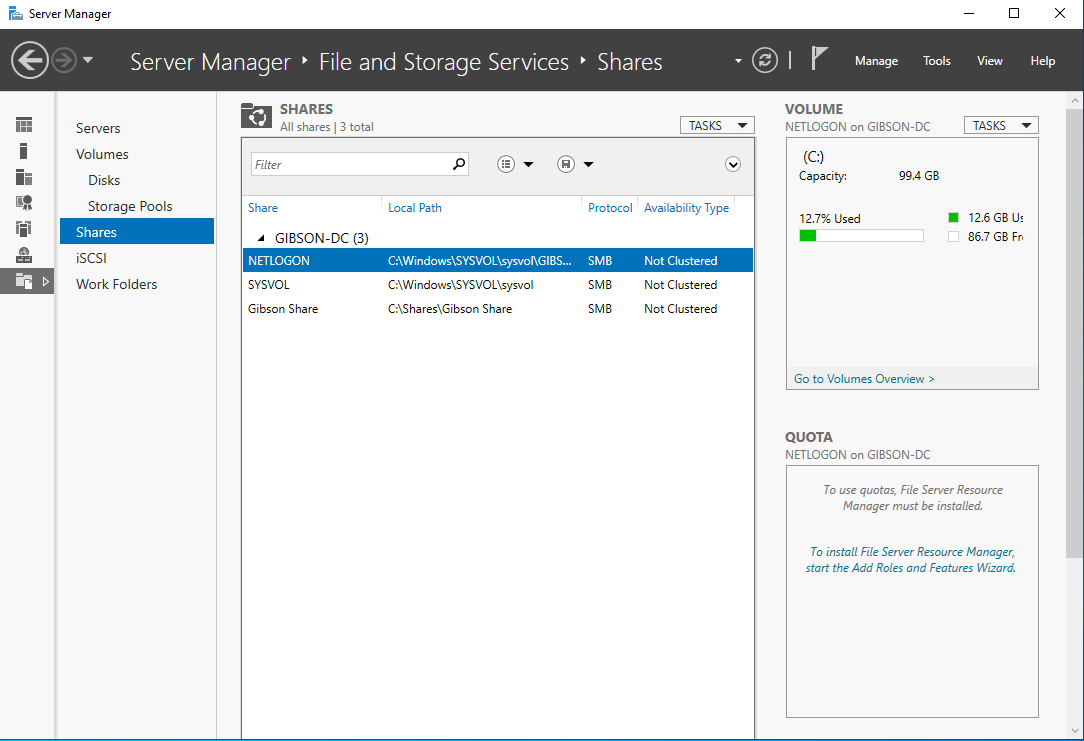 Server Manager
Server Manager ‣ File and Storage Services ‣ Shares
Manage Tools View Help
Servers
Volumes
Disks
Storage Pools
Shares
iSCSI
Work Folders
SHARES
All shares | 3 total
TASKS
Filter
Share Local Path Protocol Availability Type
GIBSON-DC (3)
NETLOGON C:\Windows\SYSVOL\sysvol\GIBS... SMB Not Clustered
SYSVOL C:\Windows\SYSVOL\sysvol SMB Not Clustered
Gibson Share C:\Shares\Gibson Share SMB Not Clustered
VOLUME
NETLOGON on GIBSON-DC
TASKS
(C:)
Capacity: 99.4 GB
12.7% Used
12.6 GB Us
86.7 GB Fr
Go to Volumes Overview >
QUOTA
NETLOGON on GIBSON-DC
To use quotas, File Server Resource
Manager must be installed.
To install File Server Resource Manager,
start the Add Roles and Features Wizard.